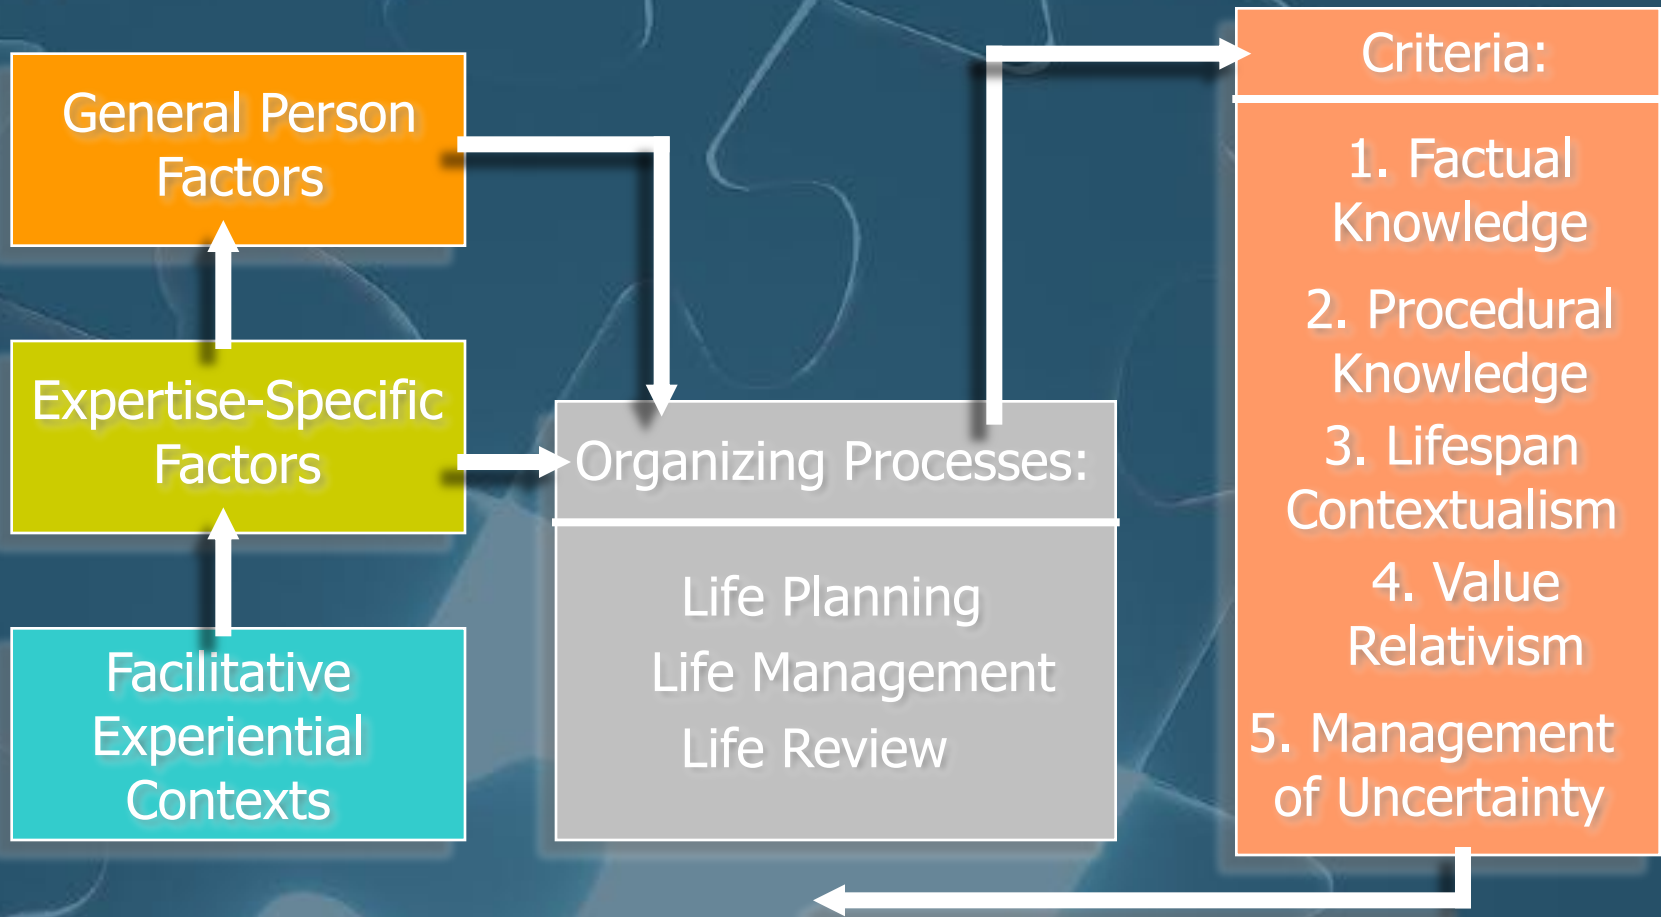 General Person
Factors
Expertise-Specific
Factors
Facilitative
Experiential
Contexts
Organizing Processes:
Life Planning
Life Management
Life Review
Criteria:
1. Factual
Knowledge
2. Procedural
Knowledge
3. Lifespan
Contextualism
4. Value
Relativism
5. Management
of Uncertainty